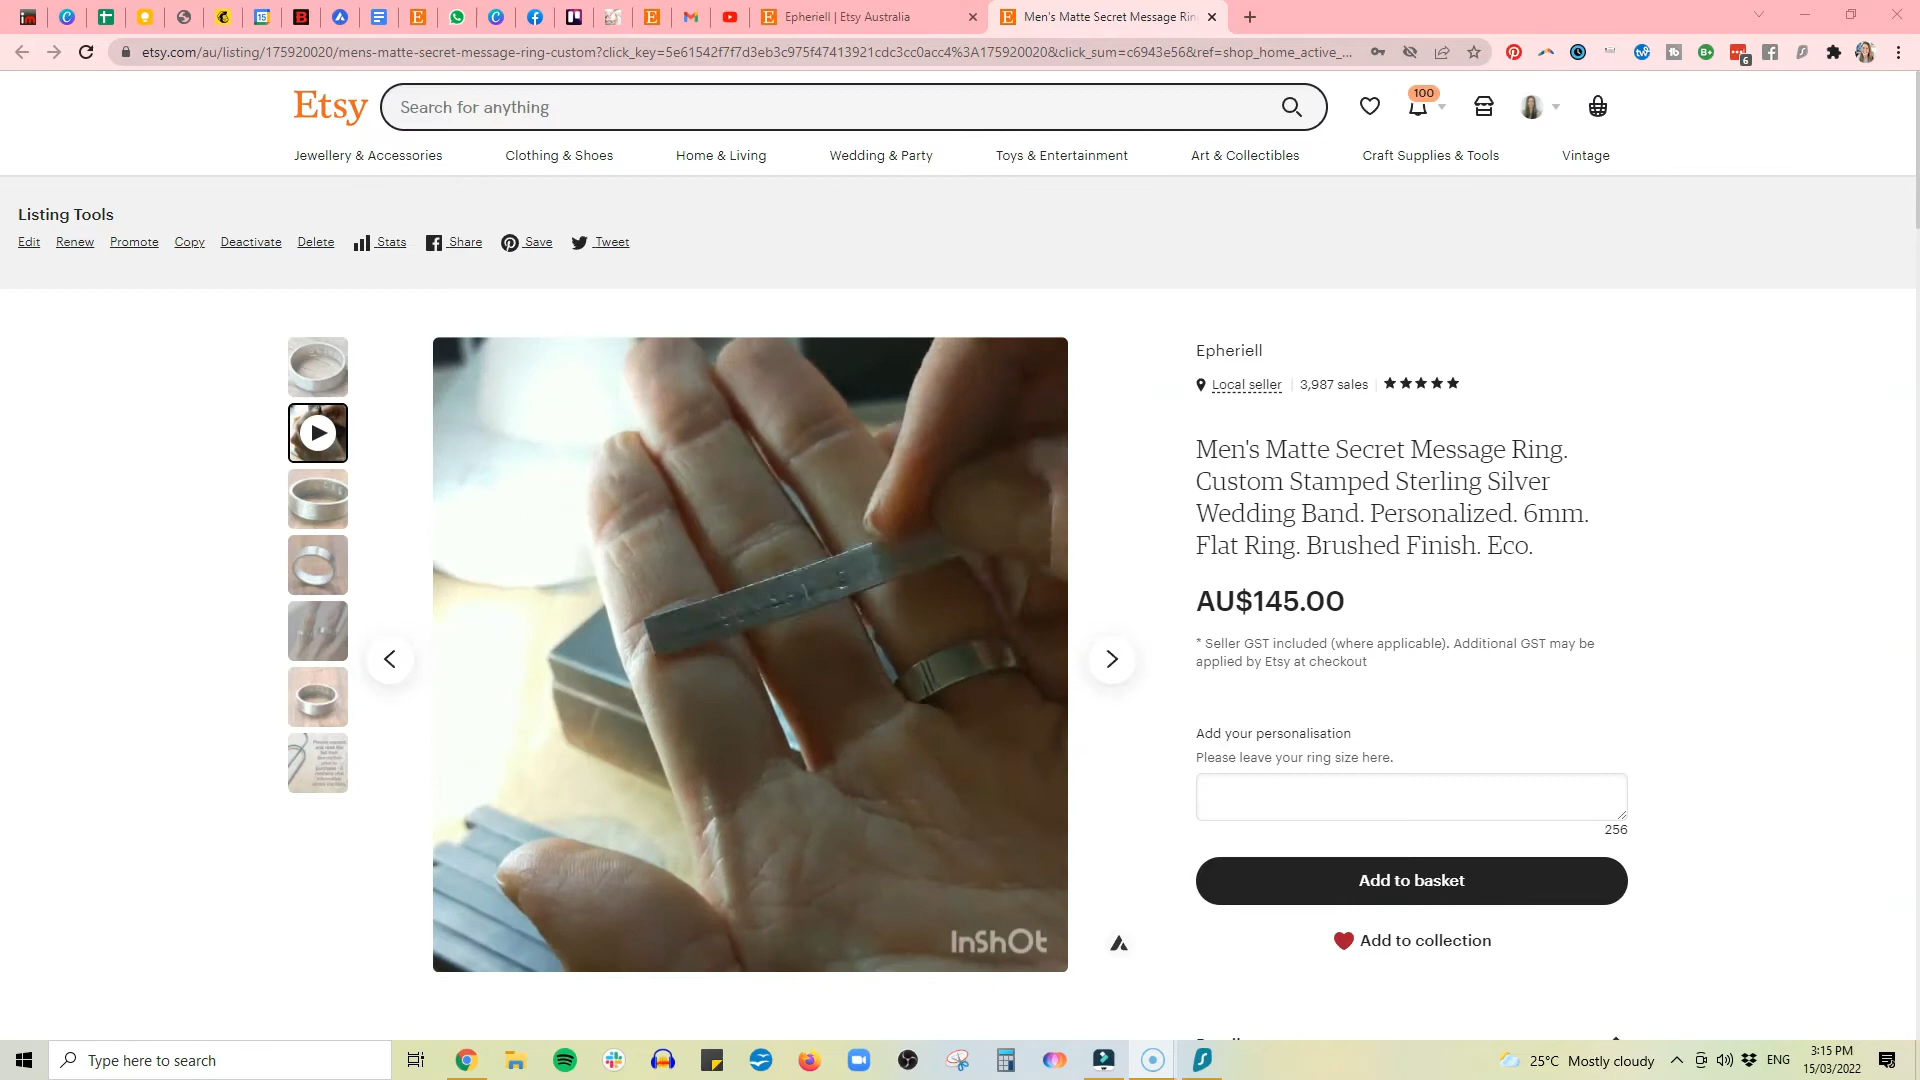 Epheriell | Etsy Australia
Men's Matte Secret Message Rin
etsy.com/au/listing/175920020/mens-matte-secret-message-ring-custom?click_key=5e61542f7f7d3eb3c975f47413921cdc3cc0acc4%3A175920020&click_sum=c6943e56&ref=shop_home_active_...
6
Etsy
Search for anything
100
Jewellery & Accessories
Clothing & Shoes
Home & Living
Wedding & Party
Toys & Entertainment
Art & Collectibles
Craft Supplies & Tools
Vintage
Listing Tools
Edit
Renew
Promote
Copy
Deactivate
Delete
Stats
Share
Save
Tweet
Epheriell
Local seller
3,987 sales
Men's Matte Secret Message Ring.
Custom Stamped Sterling Silver
Wedding Band. Personalized. 6mm.
Flat Ring. Brushed Finish. Eco.
AU$145.00
* Seller GST included (where applicable). Additional GST may be
applied by Etsy at checkout
Add your personalisation
Please leave your ring size here.
256
Add to basket
Add to collection
InShOt
Type here to search
25°C Mostly cloudy
ENG
3:15 PM
15/03/2022